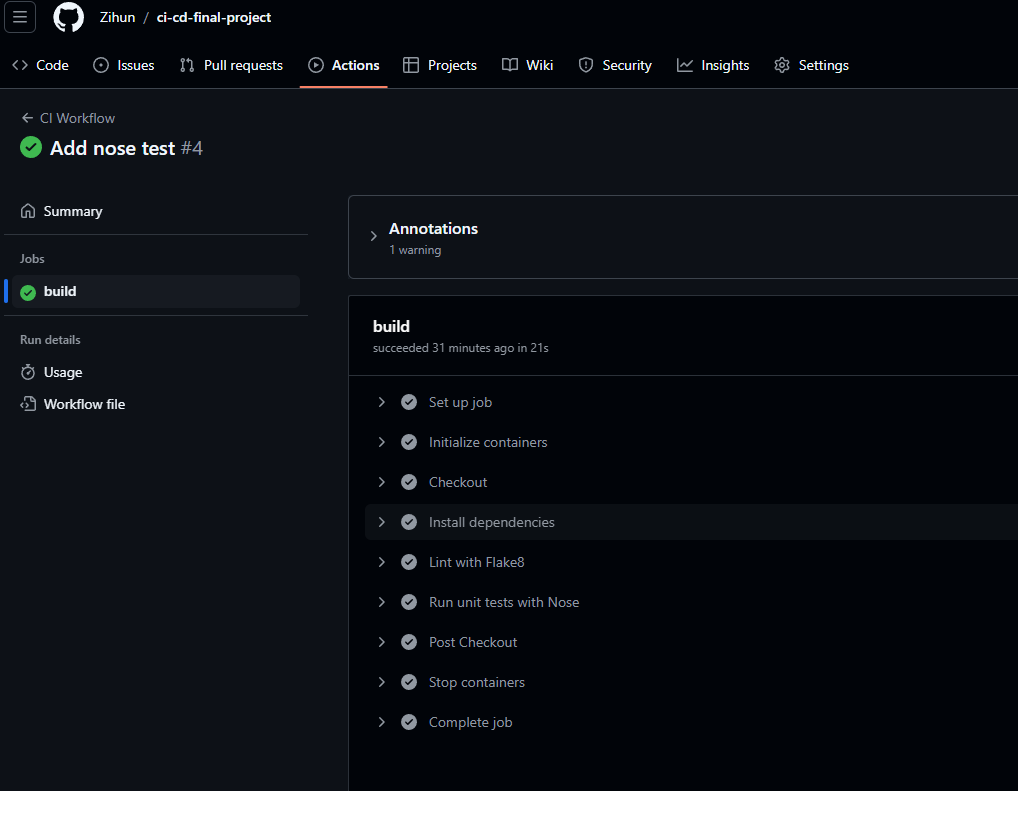 Zihun / ci-cd-final-project
Code Issues Pull requests Actions Projects Wiki Security Insights Settings
CI Workflow
Add nose test #4
Summary
Jobs
build
Run details
Usage
Workflow file
Annotations
1 warning
build
succeeded 31 minutes ago in 21s
Set up job
Initialize containers
Checkout
Install dependencies
Lint with Flake8
Run unit tests with Nose
Post Checkout
Stop containers
Complete job